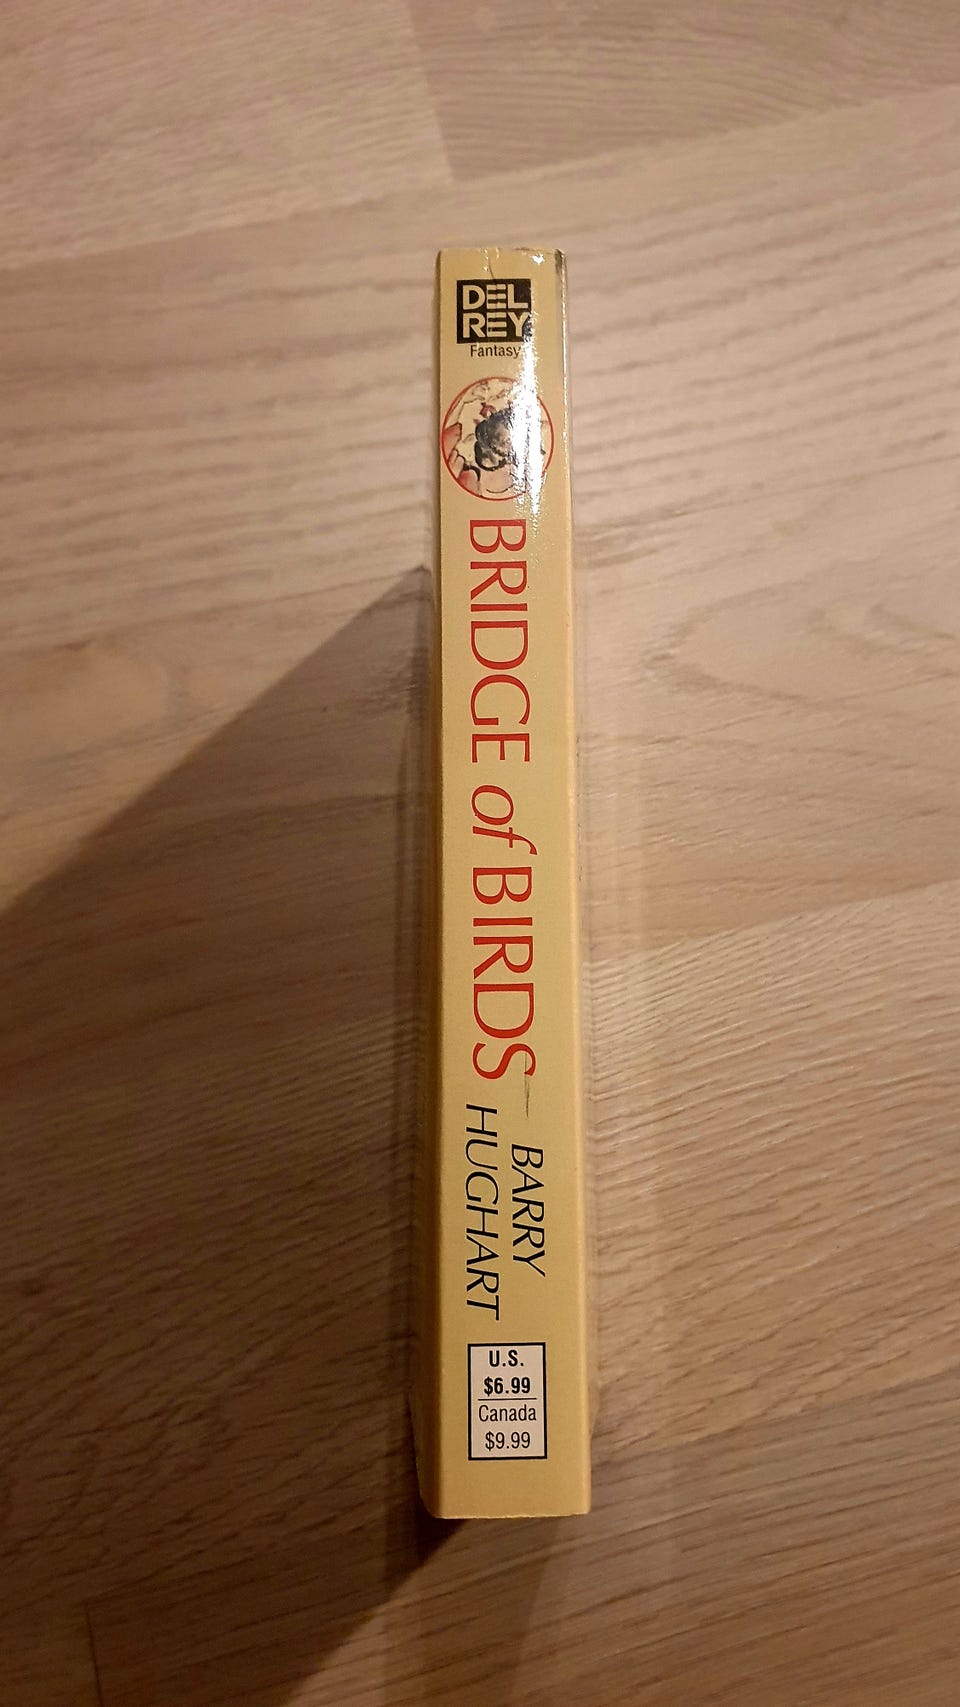 DEL
REY
Fantasy
BRIDGE of BIRDS
BARRY
HUGHART
U.S.
$6.99
Canada
$9.99